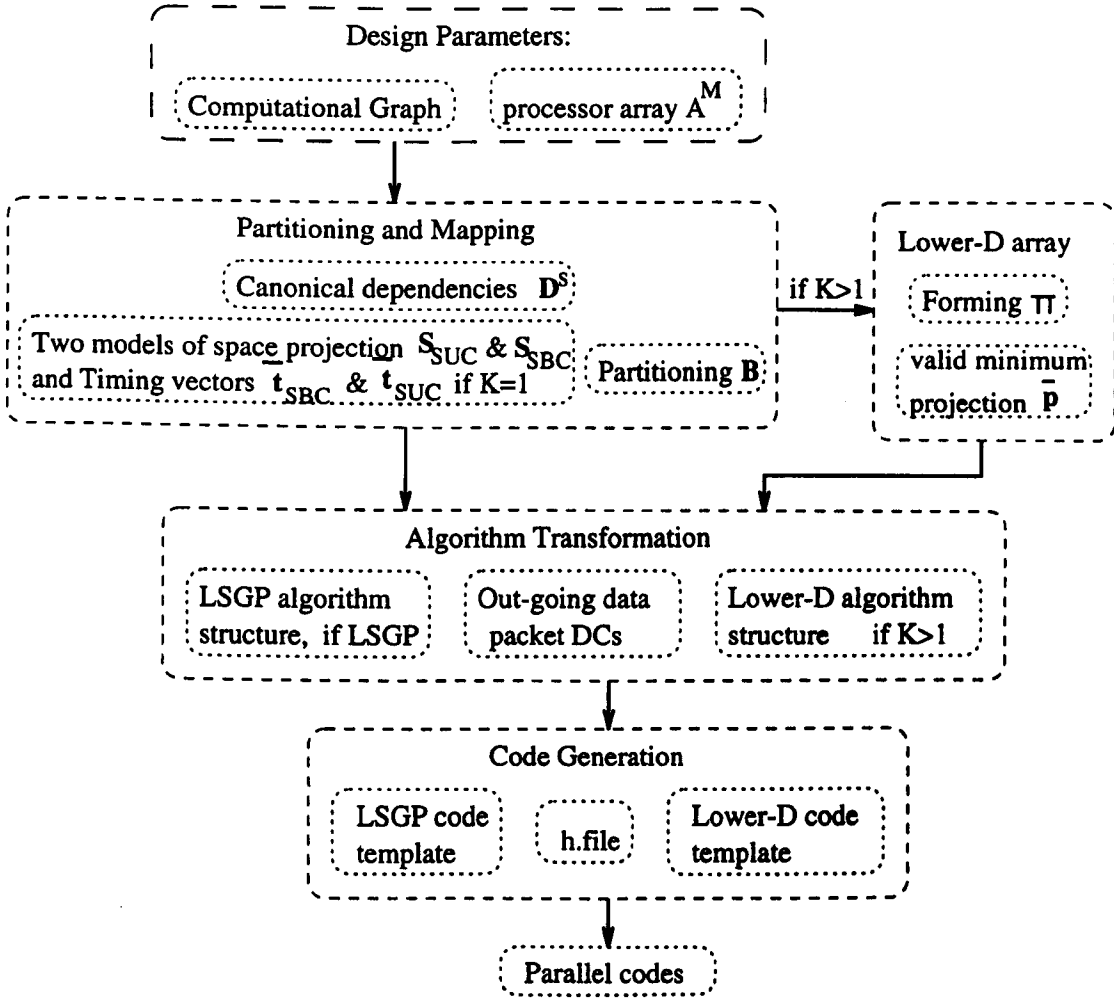 Design Parameters:
Computational Graph
processor array A^M
Partitioning and Mapping
Canonical dependencies D^S
Two models of space projection S_SUC & S_SBC
and Timing vectors t̄_SBC & t̄_SUC if K=1
Partitioning B
if K>1
Lower-D array
Forming π
valid minimum
projection p̄
Algorithm Transformation
LSGP algorithm
structure, if LSGP
Out-going data
packet DCs
Lower-D algorithm
structure if K>1
Code Generation
LSGP code
template
h.file
Lower-D code
template
Parallel codes